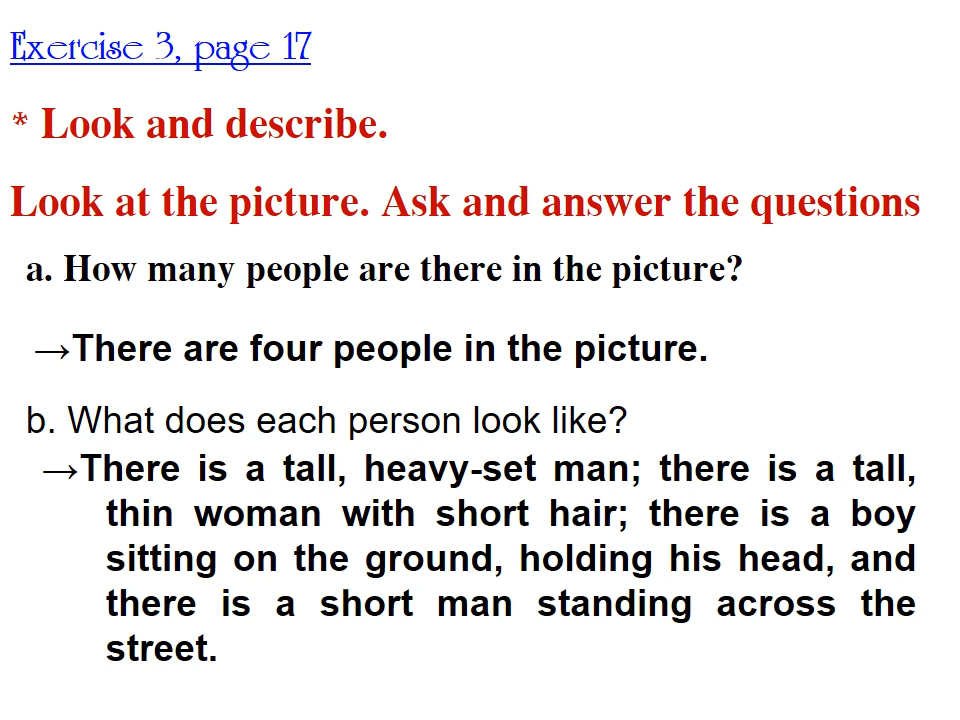 Exercise 3, page 17
* Look and describe.
Look at the picture. Ask and answer the questions
a. How many people are there in the picture?
→There are four people in the picture.
b. What does each person look like?
→There is a tall, heavy-set man; there is a tall,
thin woman with short hair; there is a boy
sitting on the ground, holding his head, and
there is a short man standing across the
street.